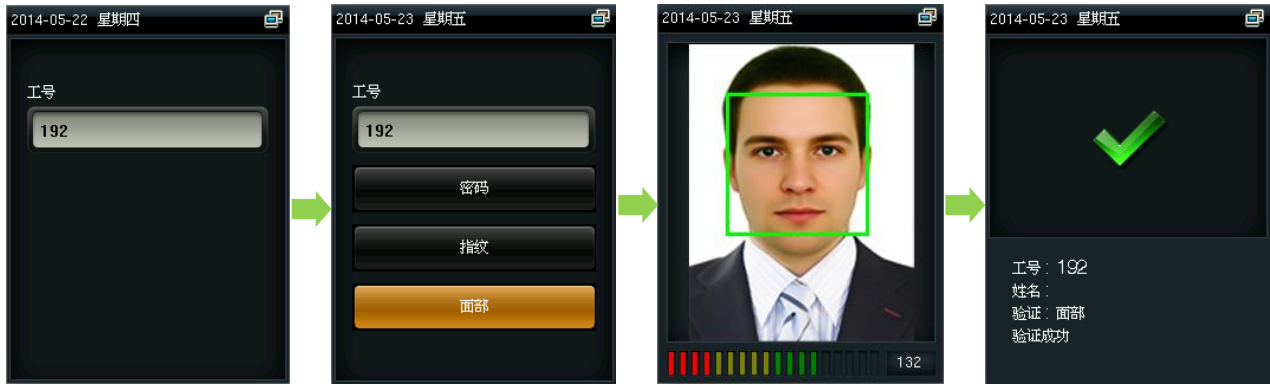 2014-05-22 星期四
工号
192
2014-05-23 星期五
工号
192
密码
指纹
面部
2014-05-23 星期五
132
2014-05-23 星期五
工号: 192
姓名:
验证: 面部
验证成功